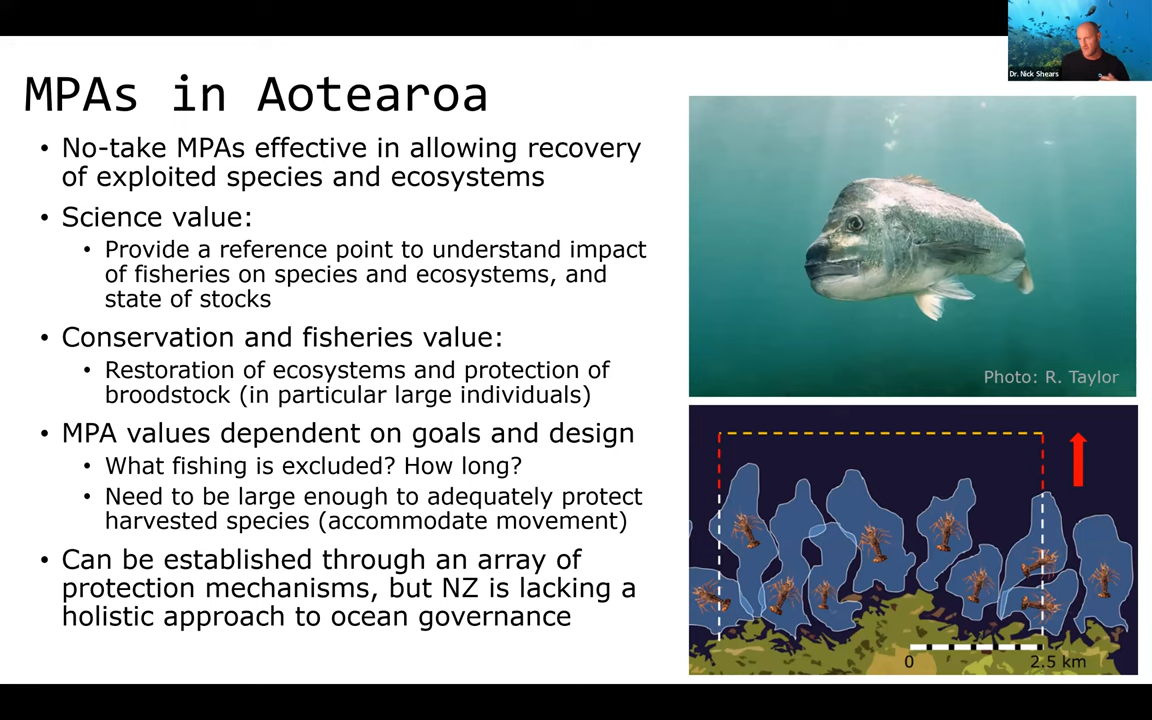 Dr. Nick Shears
MPAs in Aotearoa
• No-take MPAs effective in allowing recovery
of exploited species and ecosystems
• Science value:
• Provide a reference point to understand impact
of fisheries on species and ecosystems, and
state of stocks
• Conservation and fisheries value:
• Restoration of ecosystems and protection of
broodstock (in particular large individuals)
• MPA values dependent on goals and design
• What fishing is excluded? How long?
• Need to be large enough to adequately protect
harvested species (accommodate movement)
• Can be established through an array of
protection mechanisms, but NZ is lacking a
holistic approach to ocean governance
Photo: R. Taylor
0 2.5 km